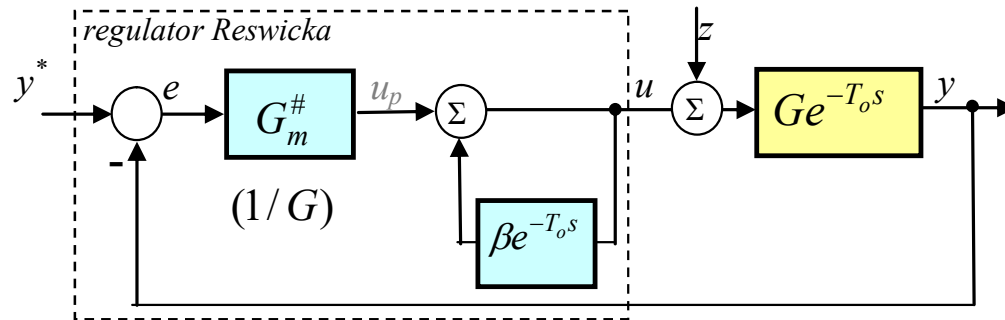 regulator Reswicka
z
y*
e
u_p
u
y
G_m^#
Σ
Σ
Ge^{-T_o s}
-
(1/G)
βe^{-T_o s}